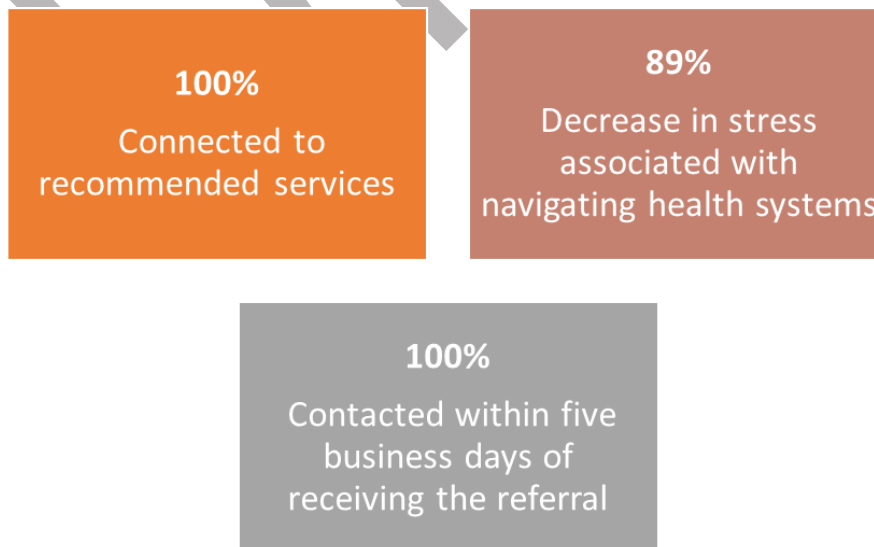 100%
Connected to
recommended services
89%
Decrease in stress
associated with
navigating health systems
100%
Contacted within five
business days of
receiving the referral